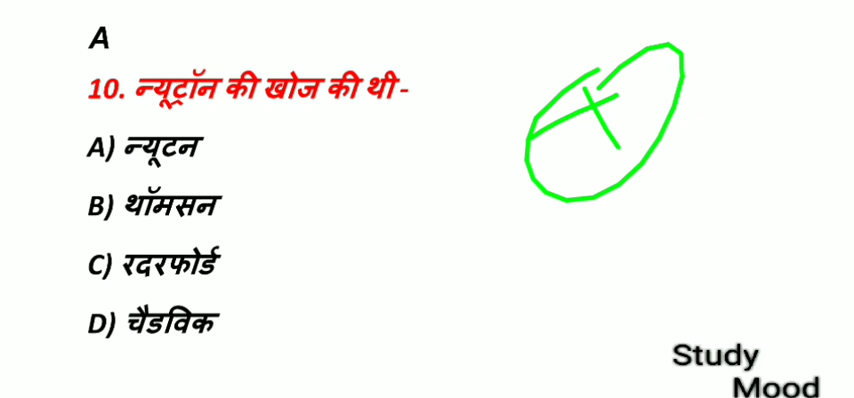 A
10. न्यूट्रॉन की खोज की थी -
A) न्यूटन
B) थॉमसन
C) रदरफोर्ड
D) चैडविक
Study
Mood